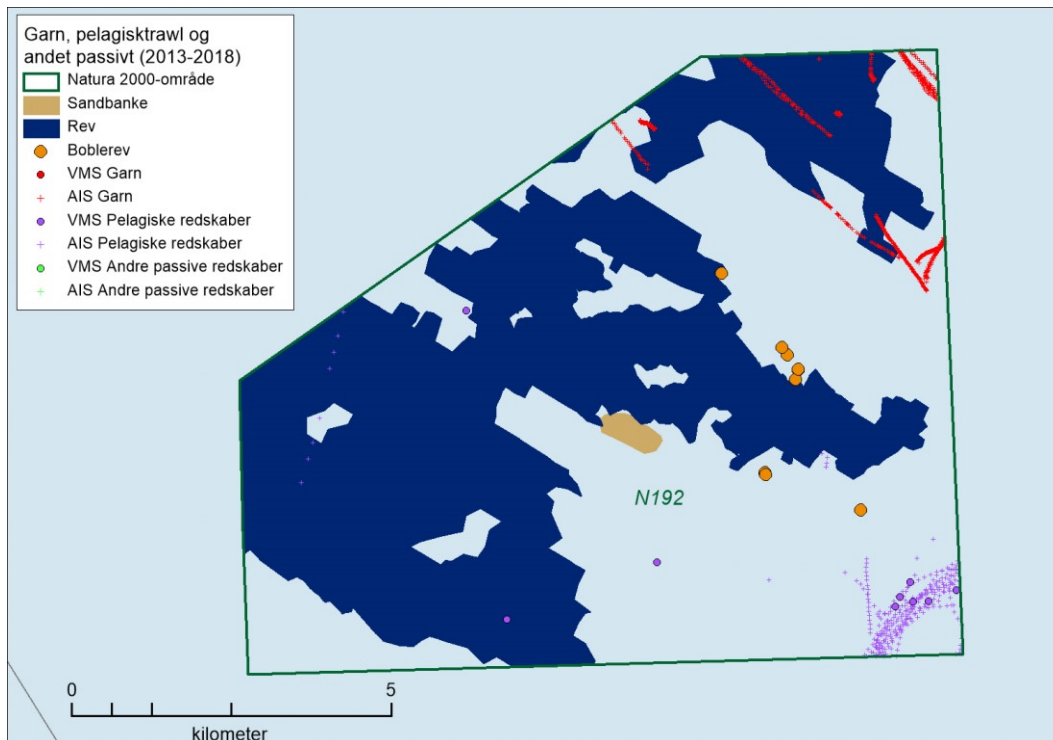 Garn, pelagisktrawl og
andet passivt (2013-2018)
Natura 2000-område
Sandbanke
Rev
Boblerev
VMS Garn
AIS Garn
VMS Pelagiske redskaber
AIS Pelagiske redskaber
VMS Andre passive redskaber
AIS Andre passive redskaber
N192
0 5
kilometer